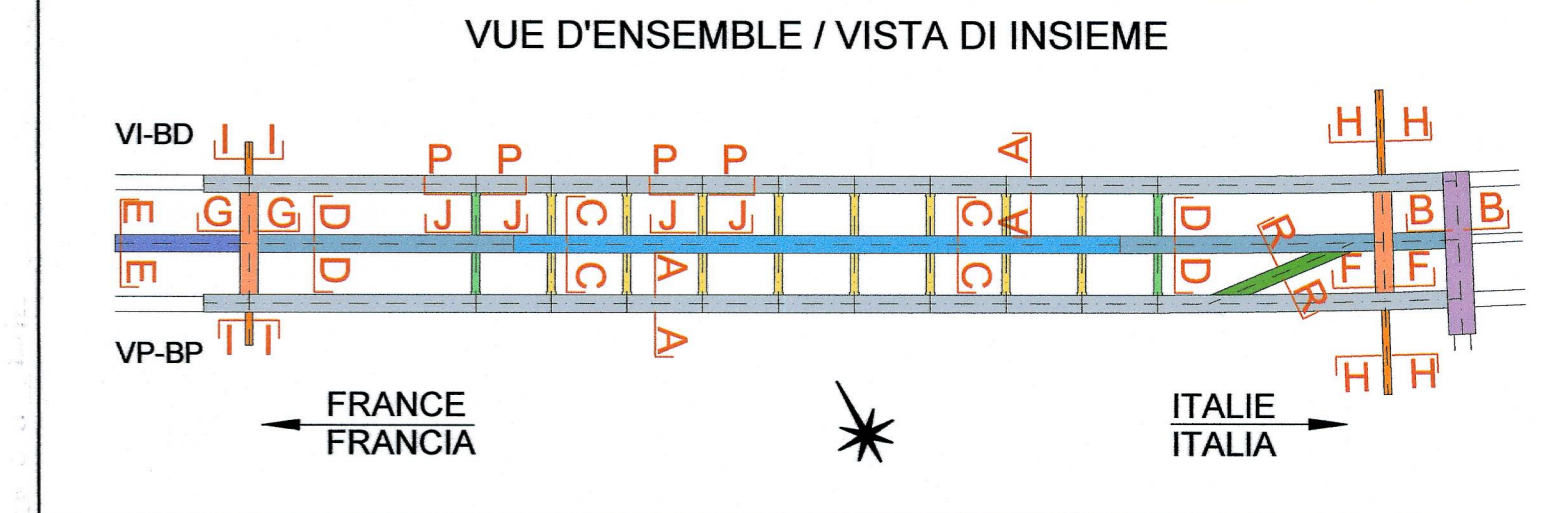 VUE D'ENSEMBLE / VISTA DI INSIEME
VI-BD
I I
P P
P P
A
H H
E
G G
D
J J
C
J J
C
A
D
R
B B
E
D
C
A
C
D
R
F F
I I
A
H H
VP-BP
FRANCE
FRANCIA
ITALIE
ITALIA